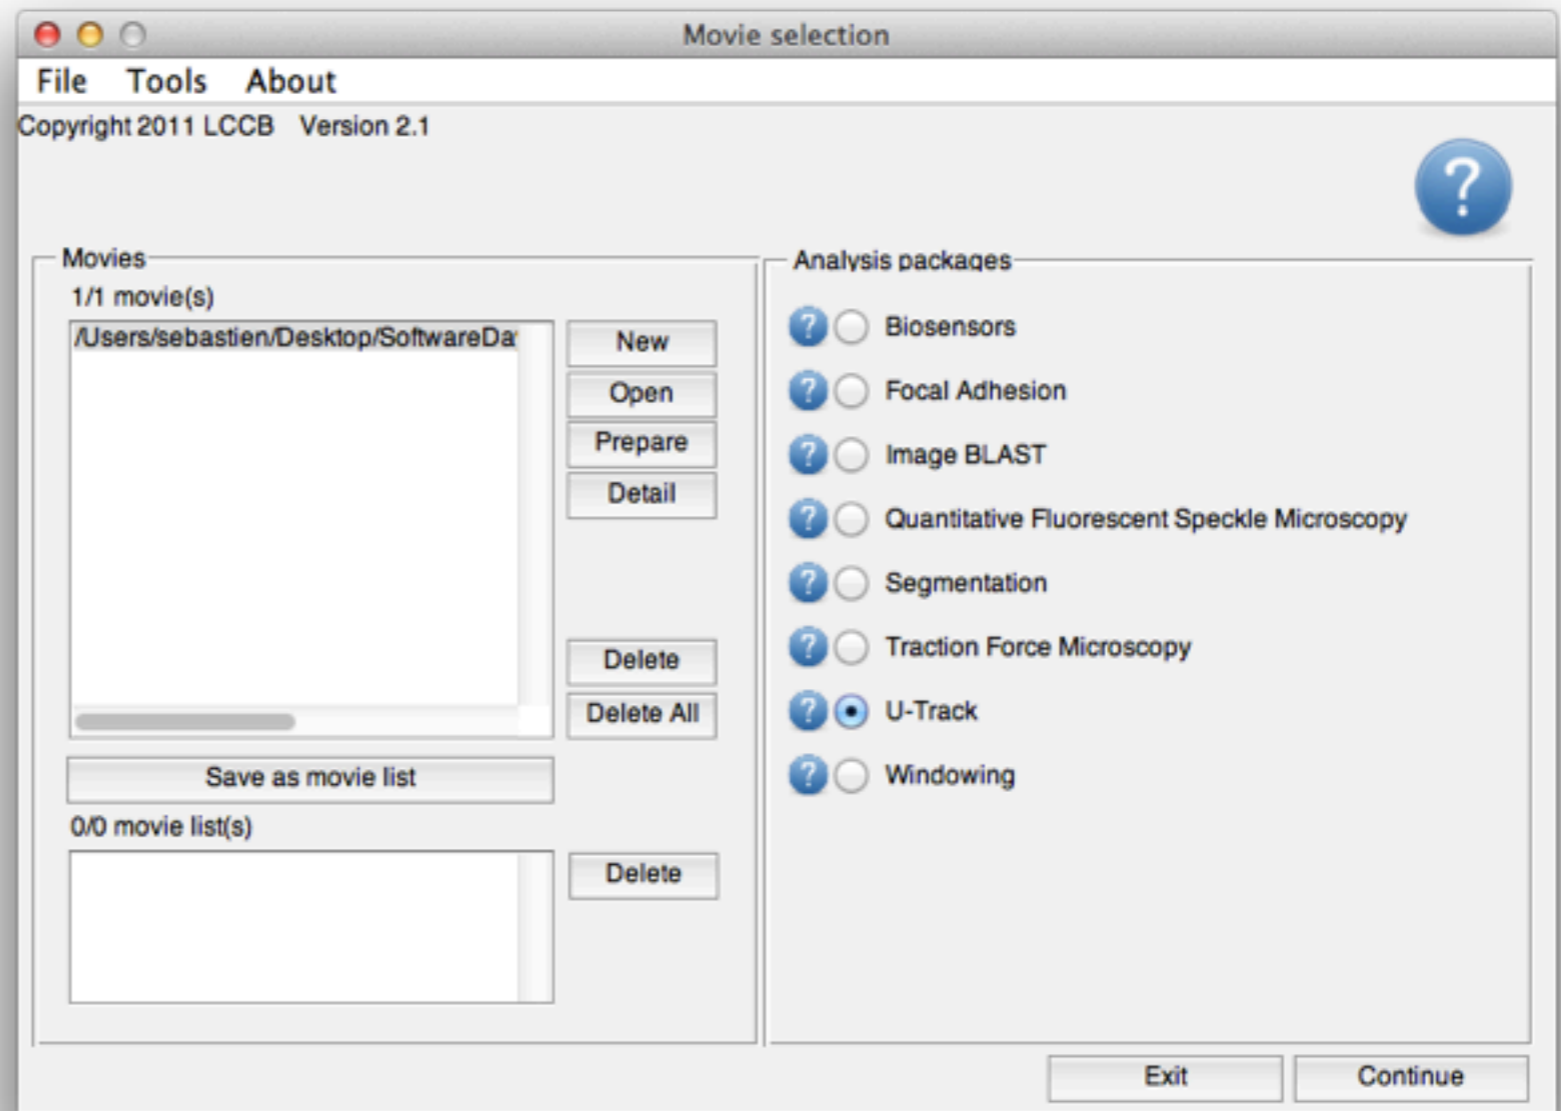 Movie selection
File Tools About
Copyright 2011 LCCB Version 2.1
?
Movies
1/1 movie(s)
/Users/sebastien/Desktop/SoftwareDa
New
Open
Prepare
Detail
Delete
Delete All
Save as movie list
0/0 movie list(s)
Delete
Analysis packages
? Biosensors
? Focal Adhesion
? Image BLAST
? Quantitative Fluorescent Speckle Microscopy
? Segmentation
? Traction Force Microscopy
? U-Track
? Windowing
Exit
Continue